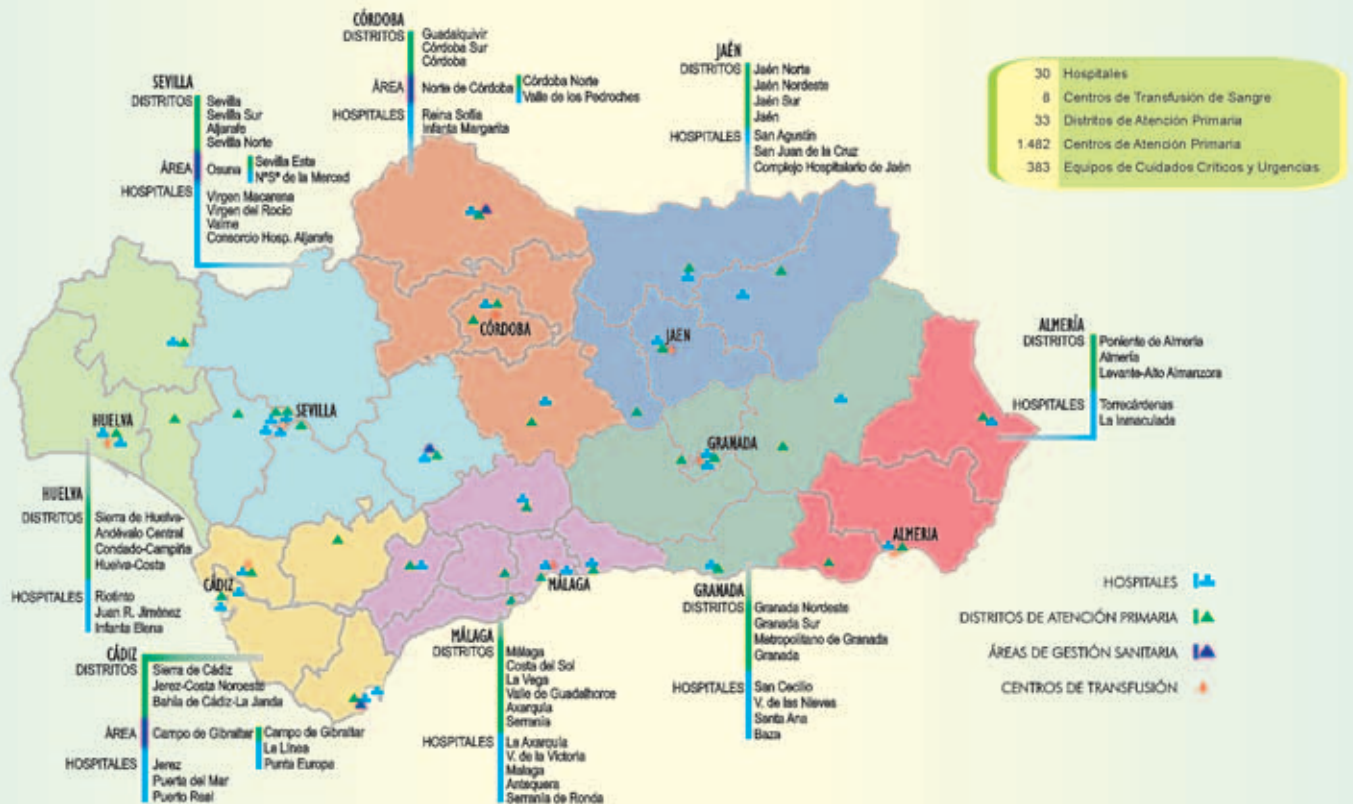 CÓRDOBA
DISTRITOS
Guadalquivir
Córdoba Sur
Córdoba
ÁREA
Norte de Córdoba
Córdoba Norte
Valle de los Pedroches
HOSPITALES
Reina Sofía
Infanta Margarita
SEVILLA
DISTRITOS
Sevilla
Sevilla Sur
Aljarafe
Sevilla Norte
ÁREA
Osuna
Sevilla Este
NªSª de la Merced
HOSPITALES
Virgen Macarena
Virgen del Rocío
Valme
Consorcio Hosp. Aljarafe
JAÉN
DISTRITOS
Jaén Norte
Jaén Nordeste
Jaén Sur
Jaén
HOSPITALES
San Agustín
San Juan de la Cruz
Complejo Hospitalario de Jaén
30 Hospitales
8 Centros de Transfusión de Sangre
33 Distritos de Atención Primaria
1.482 Centros de Atención Primaria
383 Equipos de Cuidados Críticos y Urgencias
ALMERÍA
DISTRITOS
Poniente de Almería
Almería
Levante-Alto Almanzora
HOSPITALES
Torrecárdenas
La Inmaculada
CÓRDOBA
JAEN
SEVILLA
HUELVA
GRANADA
ALMERIA
CÁDIZ
MÁLAGA
HUELVA
DISTRITOS
Sierra de Huelva-
Andévalo Central
Condado-Campiña
Huelva-Costa
HOSPITALES
Riotinto
Juan R. Jiménez
Infanta Elena
CÁDIZ
DISTRITOS
Sierra de Cádiz
Jerez-Costa Noroeste
Bahía de Cádiz-La Janda
ÁREA
Campo de Gibraltar
Campo de Gibraltar
La Línea
Punta Europa
HOSPITALES
Jerez
Puerta del Mar
Puerto Real
MÁLAGA
DISTRITOS
Málaga
Costa del Sol
La Vega
Valle de Guadalhorce
Axarquía
Serranía
HOSPITALES
La Axarquía
V. de la Victoria
Malaga
Antequera
Serranía de Ronda
GRANADA
DISTRITOS
Granada Nordeste
Granada Sur
Metropolitano de Granada
Granada
HOSPITALES
San Cecilio
V. de las Nieves
Santa Ana
Baza
HOSPITALES
DISTRITOS DE ATENCIÓN PRIMARIA
ÁREAS DE GESTIÓN SANITARIA
CENTROS DE TRANSFUSIÓN